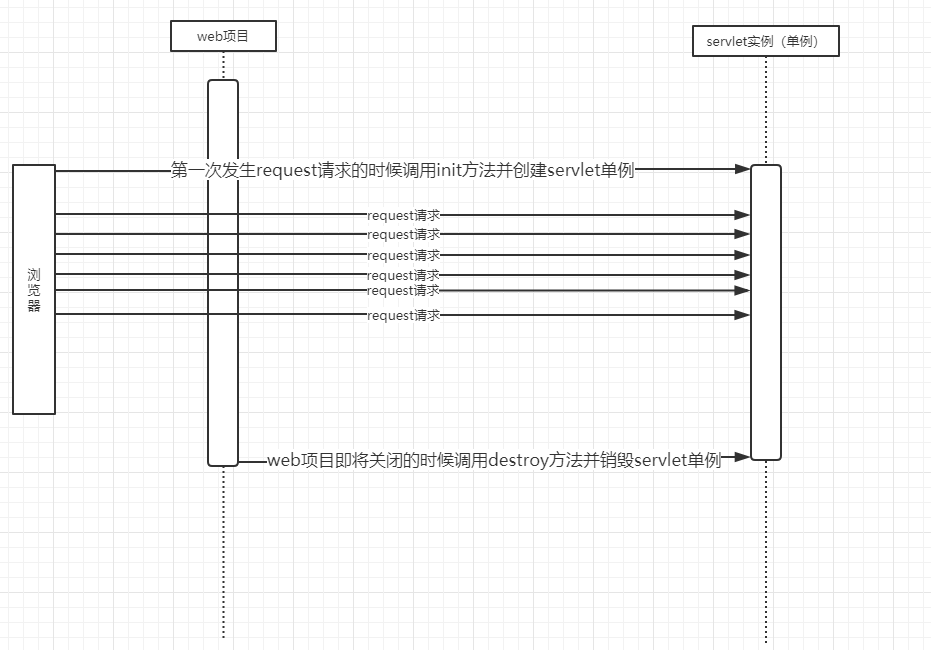 web项目
servlet实例（单例）
第一次发生request请求的时候调用init方法并创建servlet单例
request请求
request请求
request请求
request请求
request请求
request请求
浏
览
器
web项目即将关闭的时候调用destroy方法并销毁servlet单例